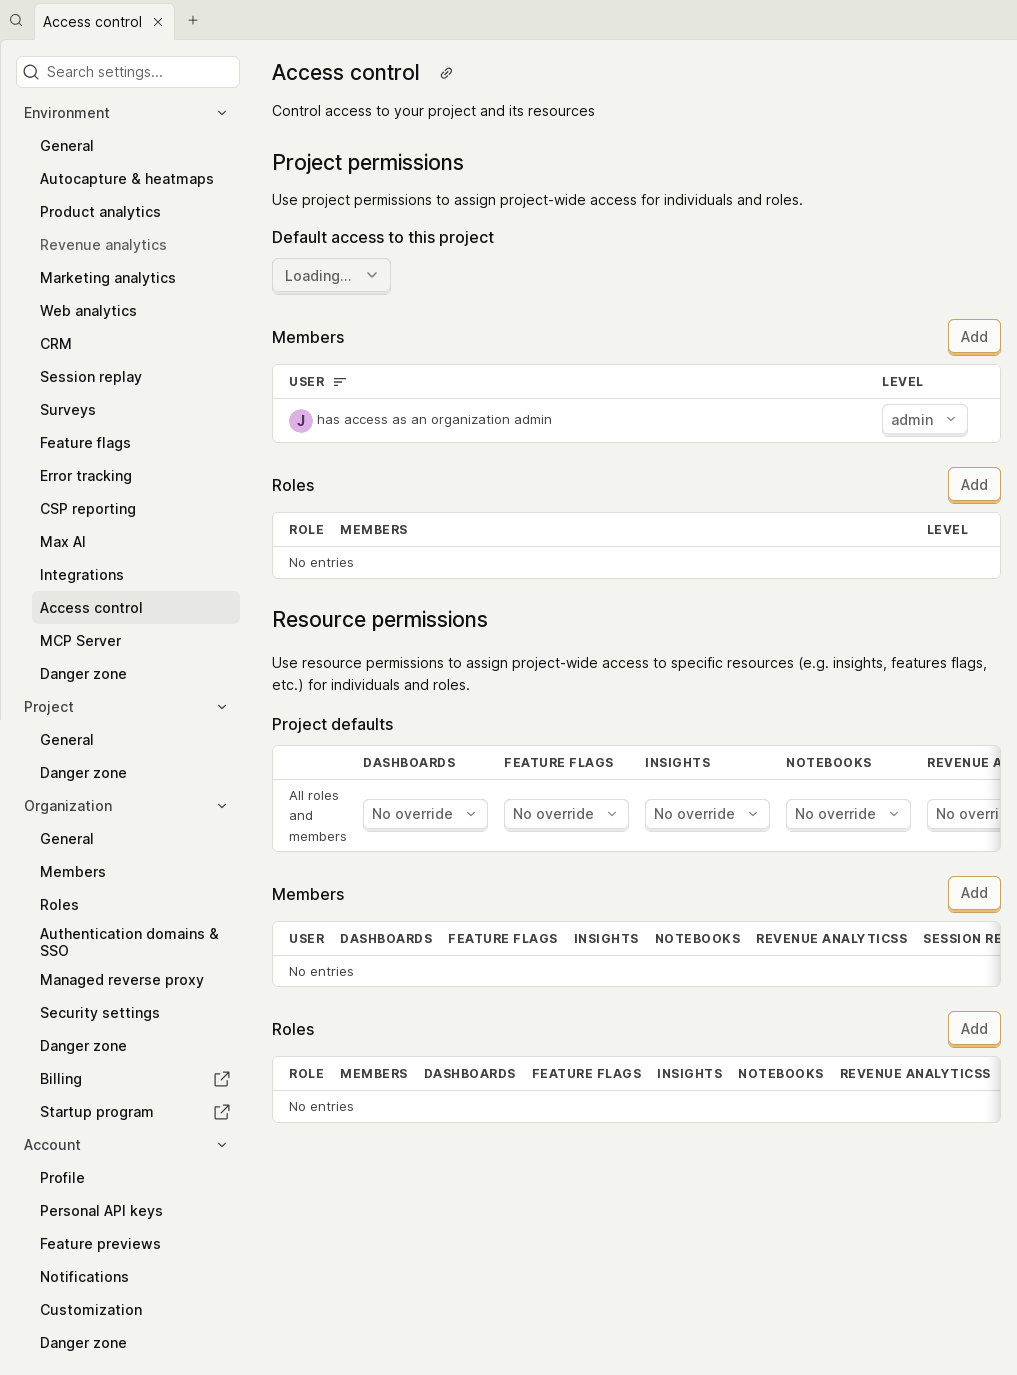 Access control
Search settings...
Environment
General
Autocapture & heatmaps
Product analytics
Revenue analytics
Marketing analytics
Web analytics
CRM
Session replay
Surveys
Feature flags
Error tracking
CSP reporting
Max AI
Integrations
Access control
MCP Server
Danger zone
Project
General
Danger zone
Organization
General
Members
Roles
Authentication domains &
SSO
Managed reverse proxy
Security settings
Danger zone
Billing
Startup program
Account
Profile
Personal API keys
Feature previews
Notifications
Customization
Danger zone
Access control
Control access to your project and its resources
Project permissions
Use project permissions to assign project-wide access for individuals and roles.
Default access to this project
Loading...
Members Add
USER LEVEL
J has access as an organization admin admin
Roles Add
ROLE MEMBERS LEVEL
No entries
Resource permissions
Use resource permissions to assign project-wide access to specific resources (e.g. insights, features flags,
etc.) for individuals and roles.
Project defaults
DASHBOARDS FEATURE FLAGS INSIGHTS NOTEBOOKS REVENUE A
All roles
and
members
No override No override No override No override No overri
Members Add
USER DASHBOARDS FEATURE FLAGS INSIGHTS NOTEBOOKS REVENUE ANALYTICSS SESSION RE
No entries
Roles Add
ROLE MEMBERS DASHBOARDS FEATURE FLAGS INSIGHTS NOTEBOOKS REVENUE ANALYTICSS
No entries